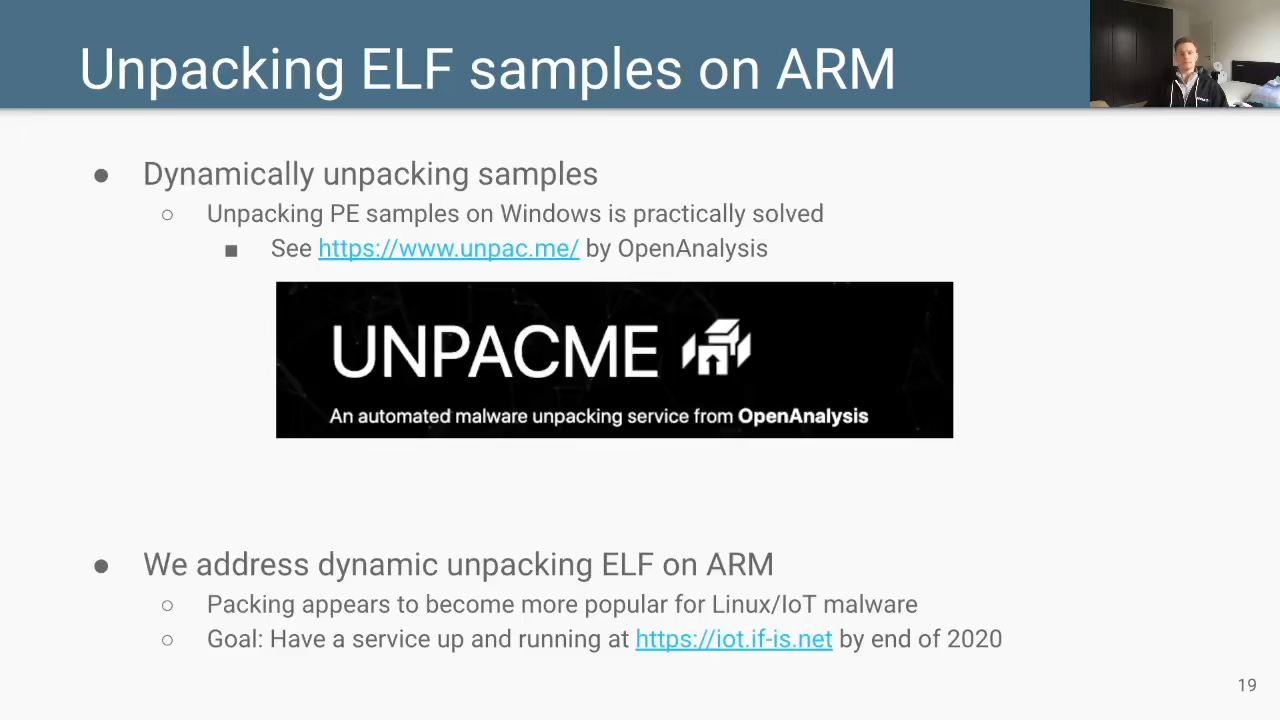 Unpacking ELF samples on ARM
● Dynamically unpacking samples
○ Unpacking PE samples on Windows is practically solved
■ See https://www.unpac.me/ by OpenAnalysis
UNPACME
An automated malware unpacking service from OpenAnalysis
● We address dynamic unpacking ELF on ARM
○ Packing appears to become more popular for Linux/IoT malware
○ Goal: Have a service up and running at https://iot.if-is.net by end of 2020
19